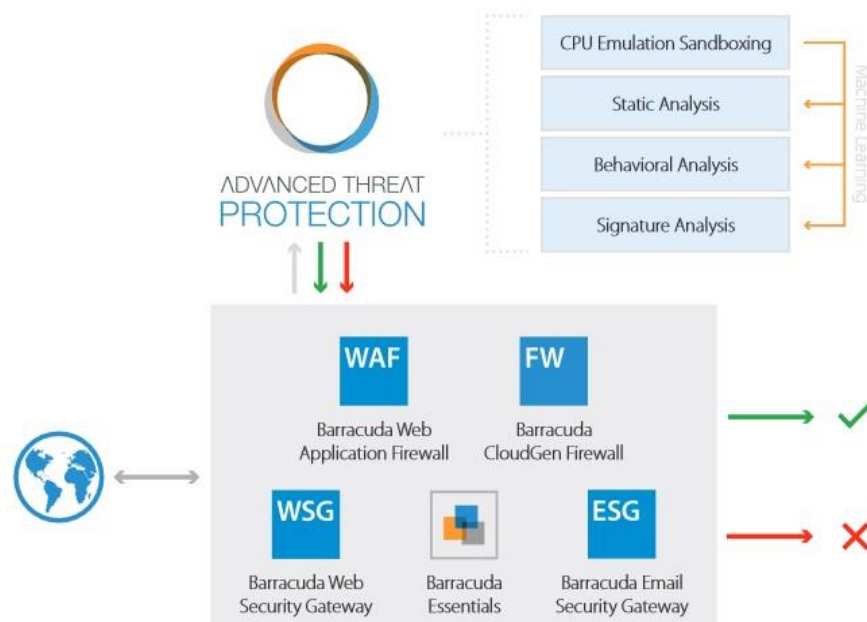 CPU Emulation Sandboxing
Static Analysis
Behavioral Analysis
Signature Analysis
Machine Learning
ADVANCED THREAT
PROTECTION
WAF
Barracuda Web
Application Firewall
FW
Barracuda
CloudGen Firewall
WSG
Barracuda Web
Security Gateway
Barracuda
Essentials
ESG
Barracuda Email
Security Gateway